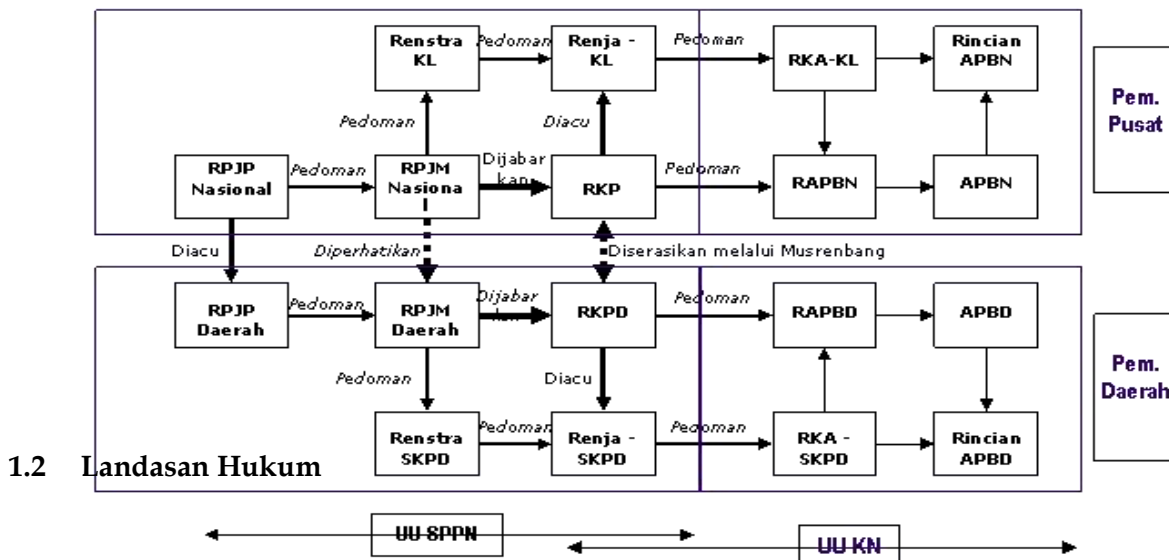 Renstra
KL
Pedoman
Renja -
KL
Pedoman
RKA-KL
Rincian
APBN
Pem.
Pusat
Pedoman
Diacu
RPJP
Nasional
Pedoman
RPJM
Nasiona
Dijabar
kan
RKP
Pedoman
RAPBN
APBN
Diacu
Diperhatikan
Diserasikan melalui Musrenbang
RPJP
Daerah
Pedoman
RPJM
Daerah
Dijabar
kan
RKPD
Pedoman
RAPBD
APBD
Pem.
Daerah
Pedoman
Diacu
Renstra
SKPD
Pedoman
Renja -
SKPD
Pedoman
RKA -
SKPD
Rincian
APBD
1.2 Landasan Hukum
UU SPPN
UU KN